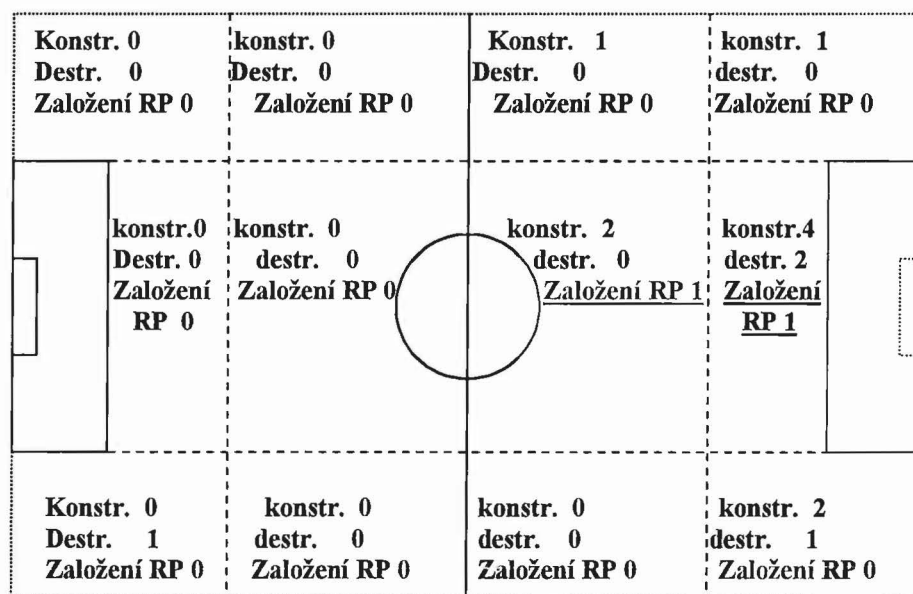 Konstr. 0
Destr. 0
Založení RP 0
konstr. 0
Destr. 0
Založení RP 0
Konstr. 1
Destr. 0
Založení RP 0
konstr. 1
destr. 0
Založení RP 0
konstr.0
Destr. 0
Založení
RP 0
konstr. 0
destr. 0
Založení RP 0
konstr. 2
destr. 0
Založení RP 1
konstr.4
destr. 2
Založení
RP 1
Konstr. 0
Destr. 1
Založení RP 0
konstr. 0
destr. 0
Založení RP 0
konstr. 0
destr. 0
Založení RP 0
konstr. 2
destr. 1
Založení RP 0